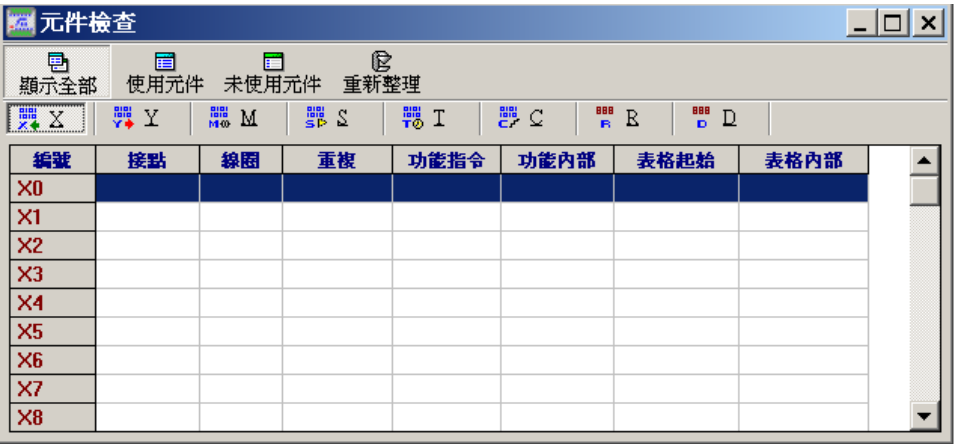 元件檢查
顯示全部 使用元件 未使用元件 重新整理
X Y M S T C R D
編號 接點 線圈 重複 功能指令 功能內部 表格起始 表格內部
X0
X1
X2
X3
X4
X5
X6
X7
X8